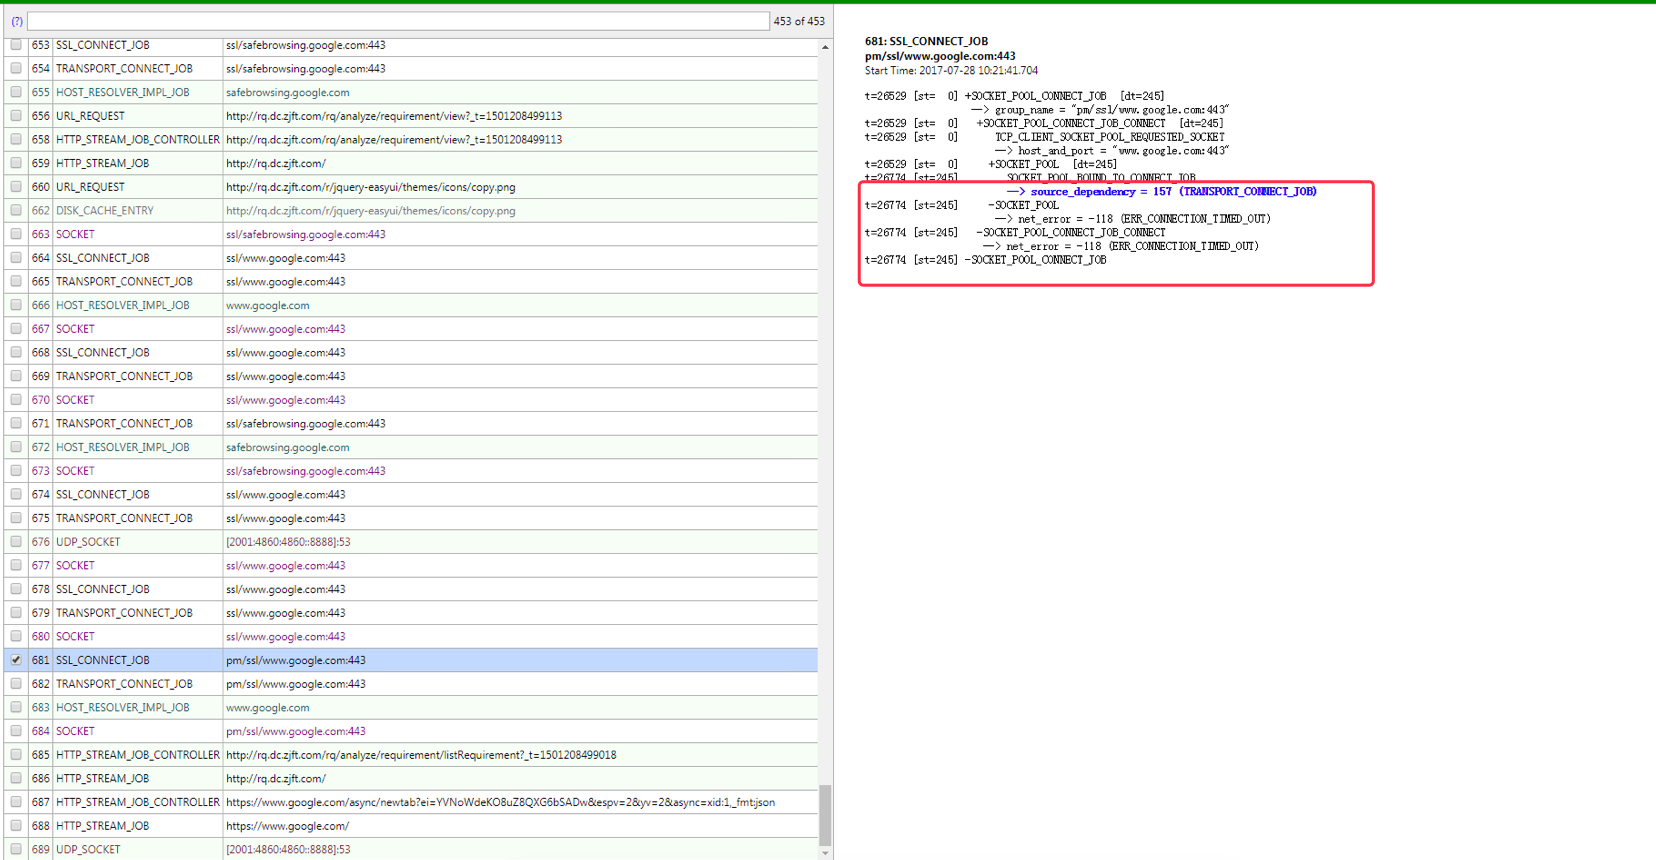 (?) 453 of 453
653 SSL_CONNECT_JOB ssl/safebrowsing.google.com:443
654 TRANSPORT_CONNECT_JOB ssl/safebrowsing.google.com:443
655 HOST_RESOLVER_IMPL_JOB safebrowsing.google.com
656 URL_REQUEST http://rq.dc.zjft.com/rq/analyze/requirement/view?_t=1501208499113
658 HTTP_STREAM_JOB_CONTROLLER http://rq.dc.zjft.com/rq/analyze/requirement/view?_t=1501208499113
659 HTTP_STREAM_JOB http://rq.dc.zjft.com/
660 URL_REQUEST http://rq.dc.zjft.com/r/jquery-easyui/themes/icons/copy.png
662 DISK_CACHE_ENTRY http://rq.dc.zjft.com/r/jquery-easyui/themes/icons/copy.png
663 SOCKET ssl/safebrowsing.google.com:443
664 SSL_CONNECT_JOB ssl/www.google.com:443
665 TRANSPORT_CONNECT_JOB ssl/www.google.com:443
666 HOST_RESOLVER_IMPL_JOB www.google.com
667 SOCKET ssl/www.google.com:443
668 SSL_CONNECT_JOB ssl/www.google.com:443
669 TRANSPORT_CONNECT_JOB ssl/www.google.com:443
670 SOCKET ssl/www.google.com:443
671 TRANSPORT_CONNECT_JOB ssl/safebrowsing.google.com:443
672 HOST_RESOLVER_IMPL_JOB safebrowsing.google.com
673 SOCKET ssl/safebrowsing.google.com:443
674 SSL_CONNECT_JOB ssl/www.google.com:443
675 TRANSPORT_CONNECT_JOB ssl/www.google.com:443
676 UDP_SOCKET [2001:4860:4860::8888]:53
677 SOCKET ssl/www.google.com:443
678 SSL_CONNECT_JOB ssl/www.google.com:443
679 TRANSPORT_CONNECT_JOB ssl/www.google.com:443
680 SOCKET ssl/www.google.com:443
681 SSL_CONNECT_JOB pm/ssl/www.google.com:443
682 TRANSPORT_CONNECT_JOB pm/ssl/www.google.com:443
683 HOST_RESOLVER_IMPL_JOB www.google.com
684 SOCKET pm/ssl/www.google.com:443
685 HTTP_STREAM_JOB_CONTROLLER http://rq.dc.zjft.com/rq/analyze/requirement/listRequirement?_t=1501208499018
686 HTTP_STREAM_JOB http://rq.dc.zjft.com/
687 HTTP_STREAM_JOB_CONTROLLER https://www.google.com/async/newtab?ei=YVNoWdeKO8uZ8QXG6bSADw&espv=2&yv=2&async=xid:1,_fmt:json
688 HTTP_STREAM_JOB https://www.google.com/
689 UDP_SOCKET [2001:4860:4860::8888]:53
681: SSL_CONNECT_JOB
pm/ssl/www.google.com:443
Start Time: 2017-07-28 10:21:41.704
t=26529 [st=  0] +SOCKET_POOL_CONNECT_JOB  [dt=245]
--> group_name = "pm/ssl/www.google.com:443"
t=26529 [st=  0]   +SOCKET_POOL_CONNECT_JOB_CONNECT  [dt=245]
t=26529 [st=  0]      TCP_CLIENT_SOCKET_POOL_REQUESTED_SOCKET
--> host_and_port = "www.google.com:443"
t=26529 [st=  0]     +SOCKET_POOL  [dt=245]
t=26774 [st=245]        SOCKET_POOL_BOUND_TO_CONNECT_JOB
--> source_dependency = 157 (TRANSPORT_CONNECT_JOB)
t=26774 [st=245]     -SOCKET_POOL
--> net_error = -118 (ERR_CONNECTION_TIMED_OUT)
t=26774 [st=245]   -SOCKET_POOL_CONNECT_JOB_CONNECT
--> net_error = -118 (ERR_CONNECTION_TIMED_OUT)
t=26774 [st=245] -SOCKET_POOL_CONNECT_JOB